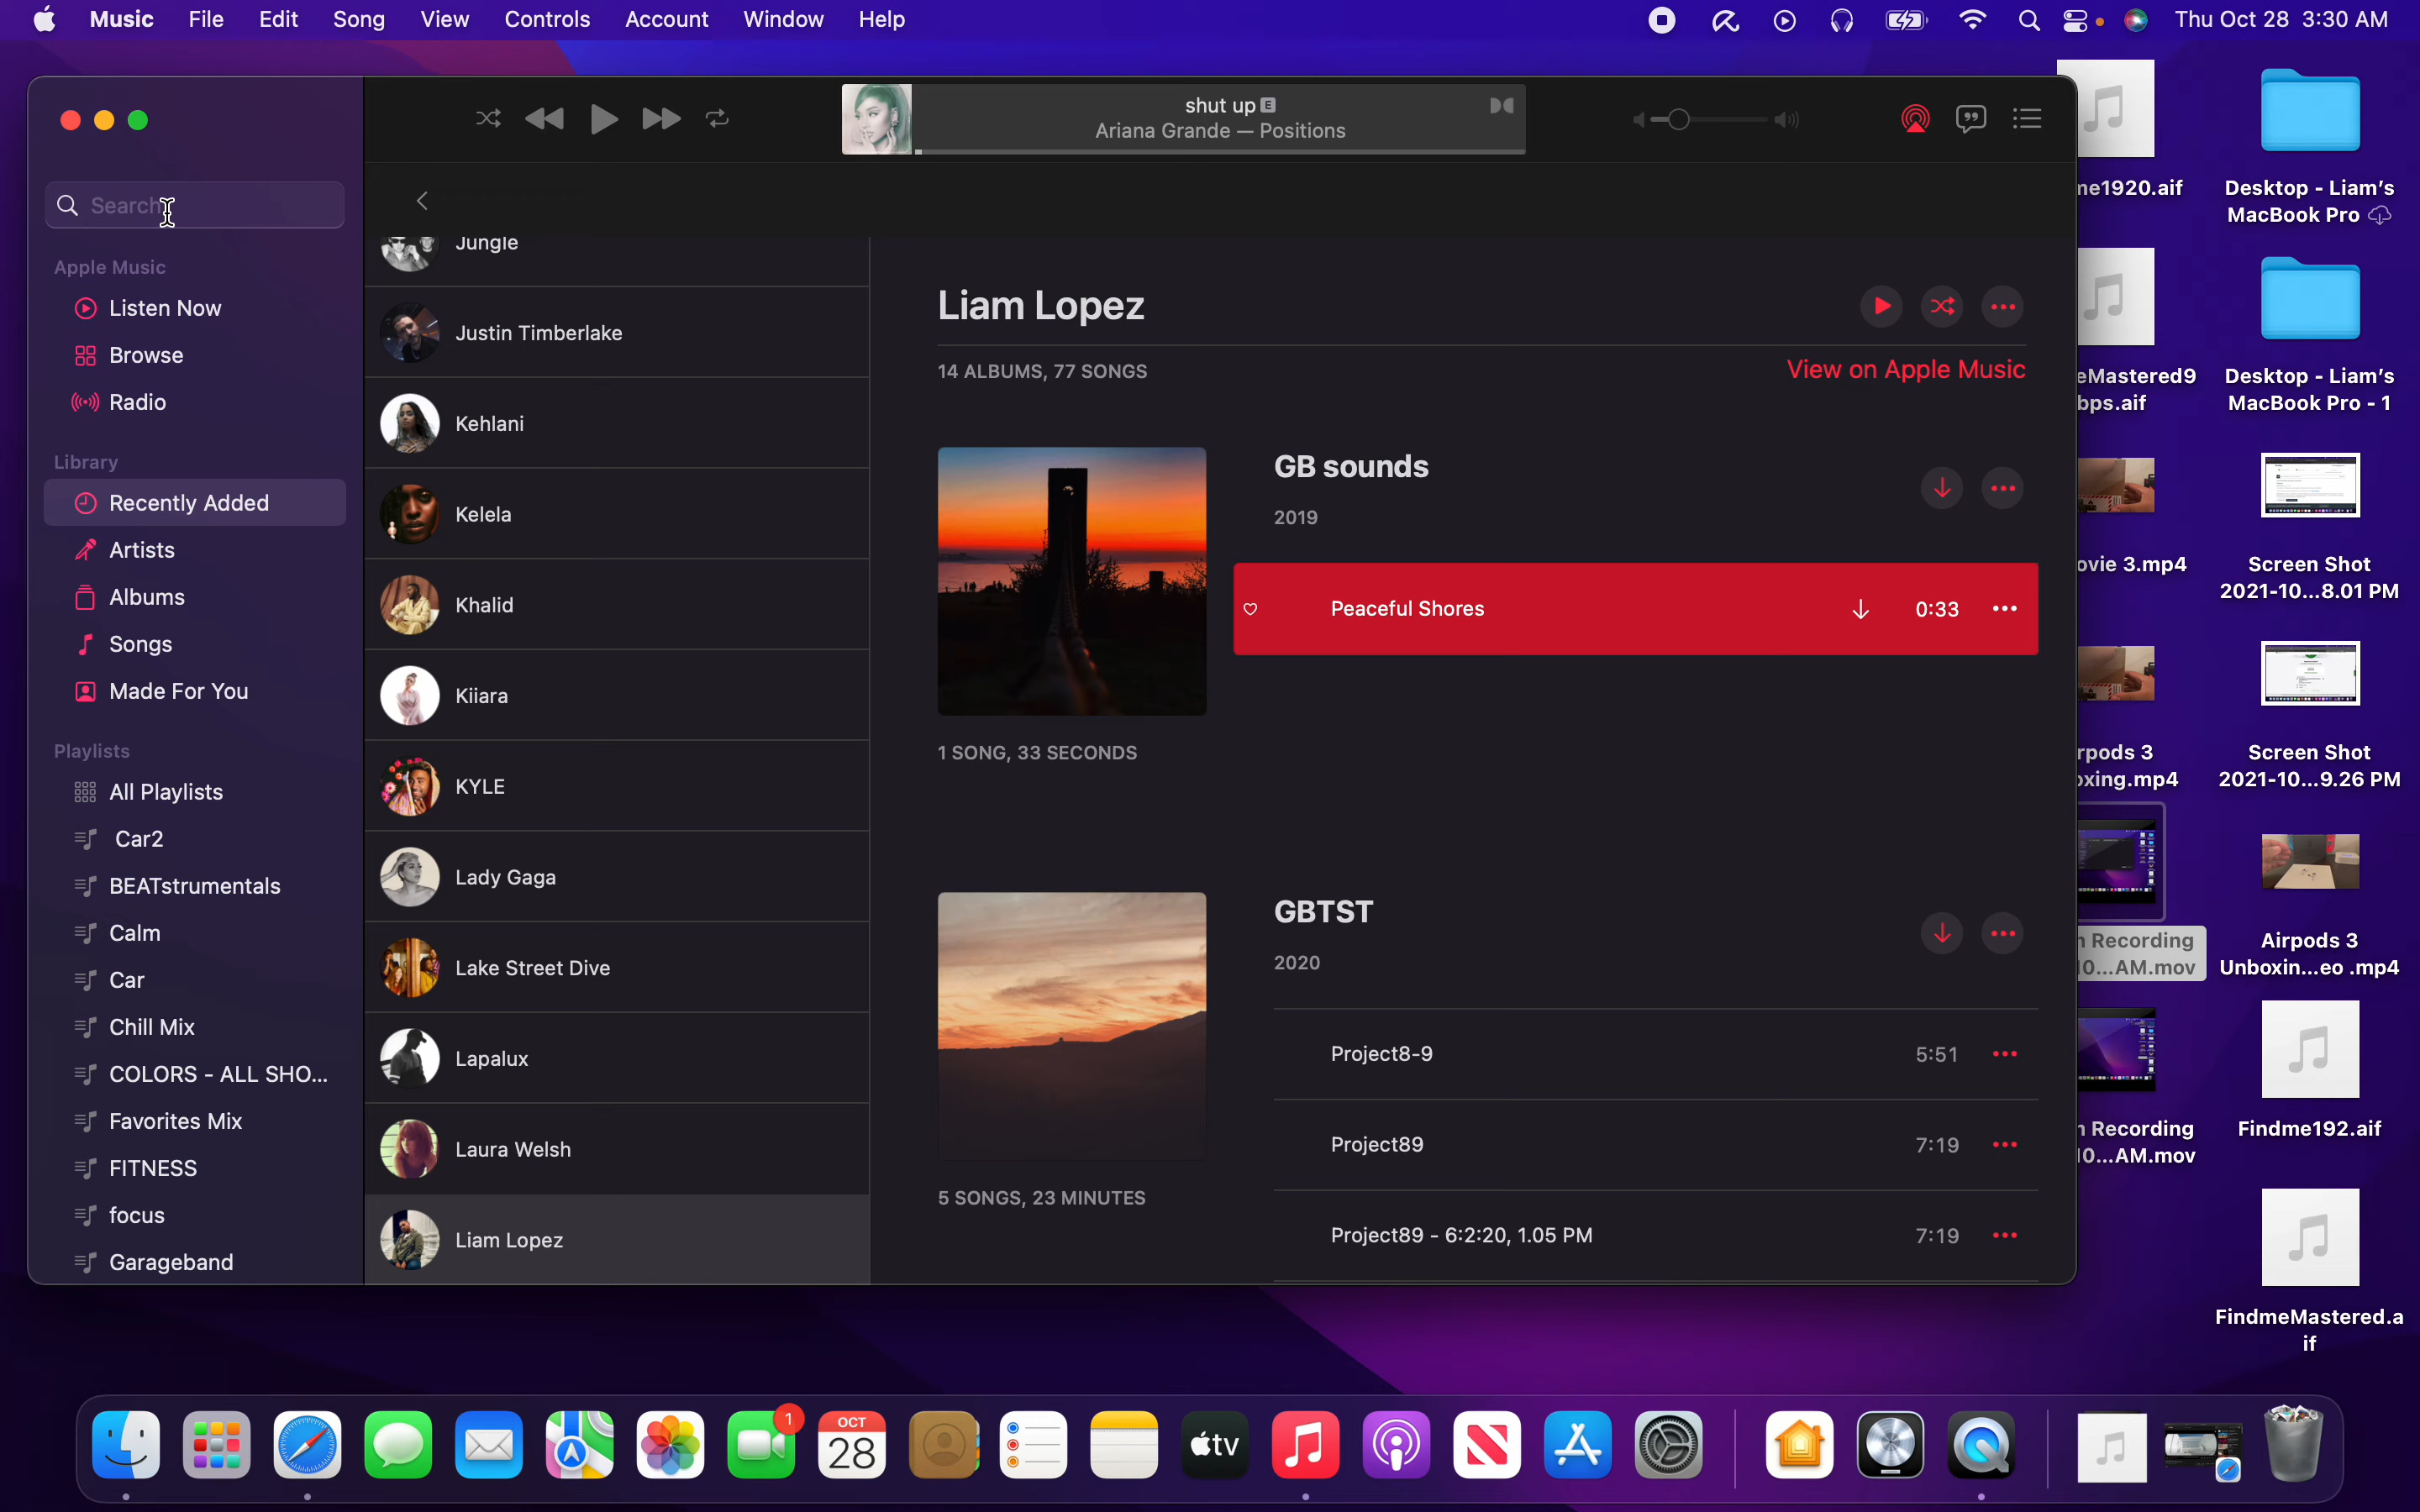 Music File Edit Song View Controls Account Window Help
Thu Oct 28 3:30 AM
shut up E
Ariana Grande — Positions
Search
Apple Music
Listen Now
Browse
Radio
Library
Recently Added
Artists
Albums
Songs
Made For You
Playlists
All Playlists
Car2
BEATstrumentals
Calm
Car
Chill Mix
COLORS - ALL SHO...
Favorites Mix
FITNESS
focus
Garageband
Jungle
Justin Timberlake
Kehlani
Kelela
Khalid
Kiiara
KYLE
Lady Gaga
Lake Street Dive
Lapalux
Laura Welsh
Liam Lopez
Liam Lopez
14 ALBUMS, 77 SONGS
View on Apple Music
GB sounds
2019
Peaceful Shores 0:33
1 SONG, 33 SECONDS
GBTST
2020
Project8-9 5:51
Project89 7:19
Project89 - 6:2:20, 1.05 PM 7:19
5 SONGS, 23 MINUTES
me1920.aif
eMastered9
bps.aif
ovie 3.mp4
rpods 3
oxing.mp4
n Recording
10...AM.mov
n Recording
10...AM.mov
Desktop - Liam's
MacBook Pro
Desktop - Liam's
MacBook Pro - 1
Screen Shot
2021-10...8.01 PM
Screen Shot
2021-10...9.26 PM
Airpods 3
Unboxin...eo .mp4
Findme192.aif
FindmeMastered.a
if
1
OCT
28
tv